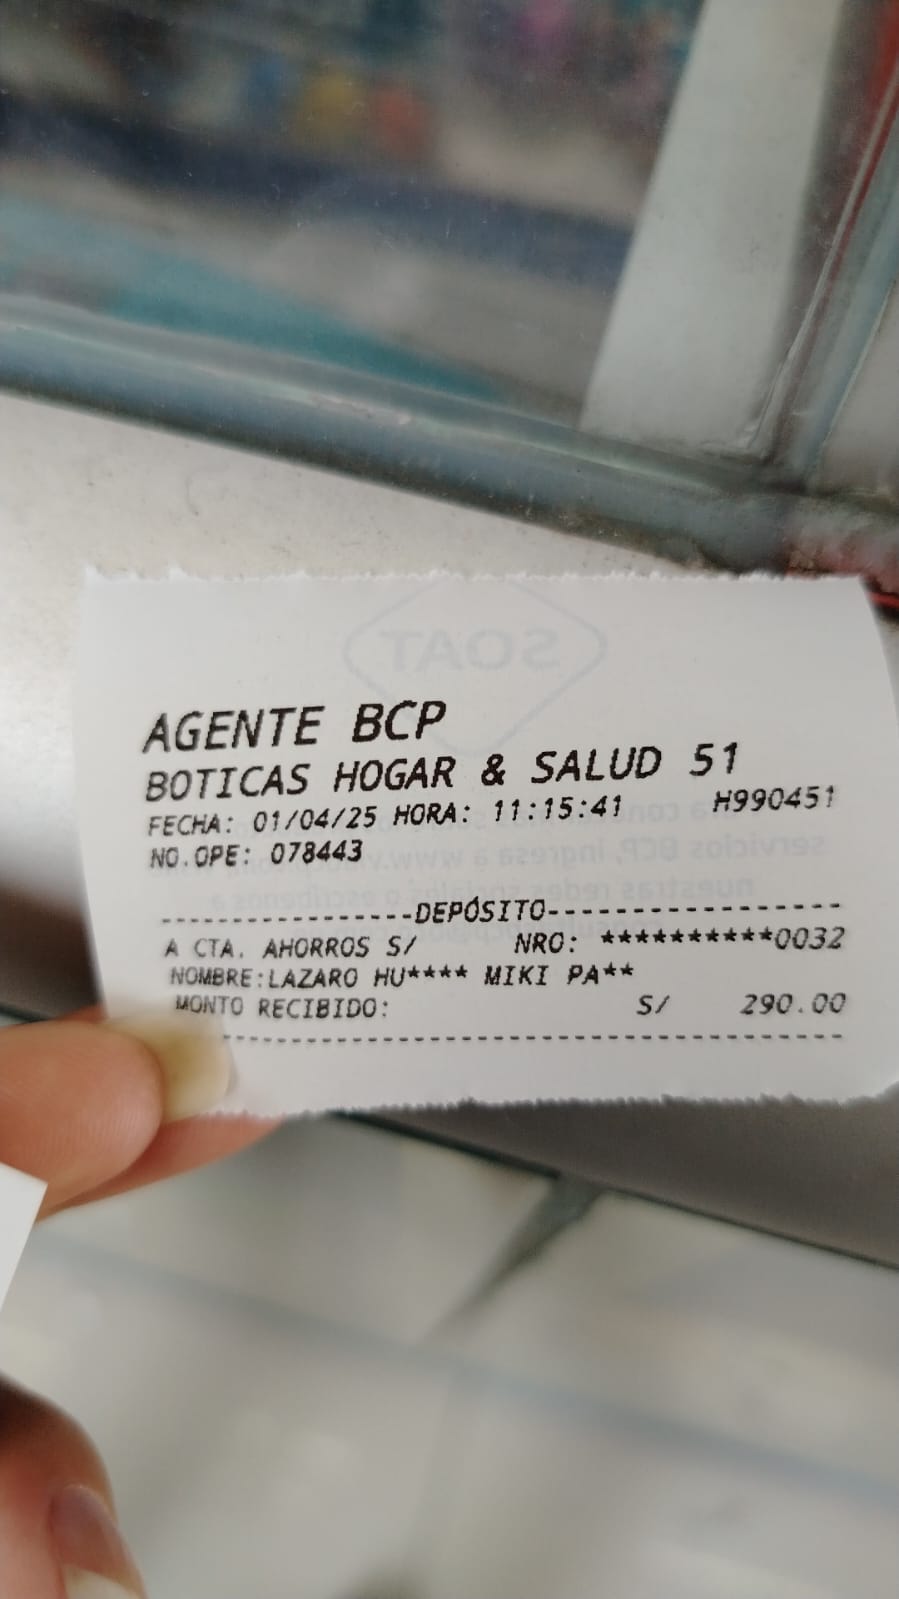 AGENTE BCP
BOTICAS HOGAR & SALUD 51
FECHA: 01/04/25 HORA: 11:15:41 H990451
NO.OPE: 078443
-----------------DEPÓSITO-----------------
A CTA. AHORROS S/ NRO: **********0032
NOMBRE:LAZARO HU**** MIKI PA**
MONTO RECIBIDO: S/ 290.00
------------------------------------------
SOAT